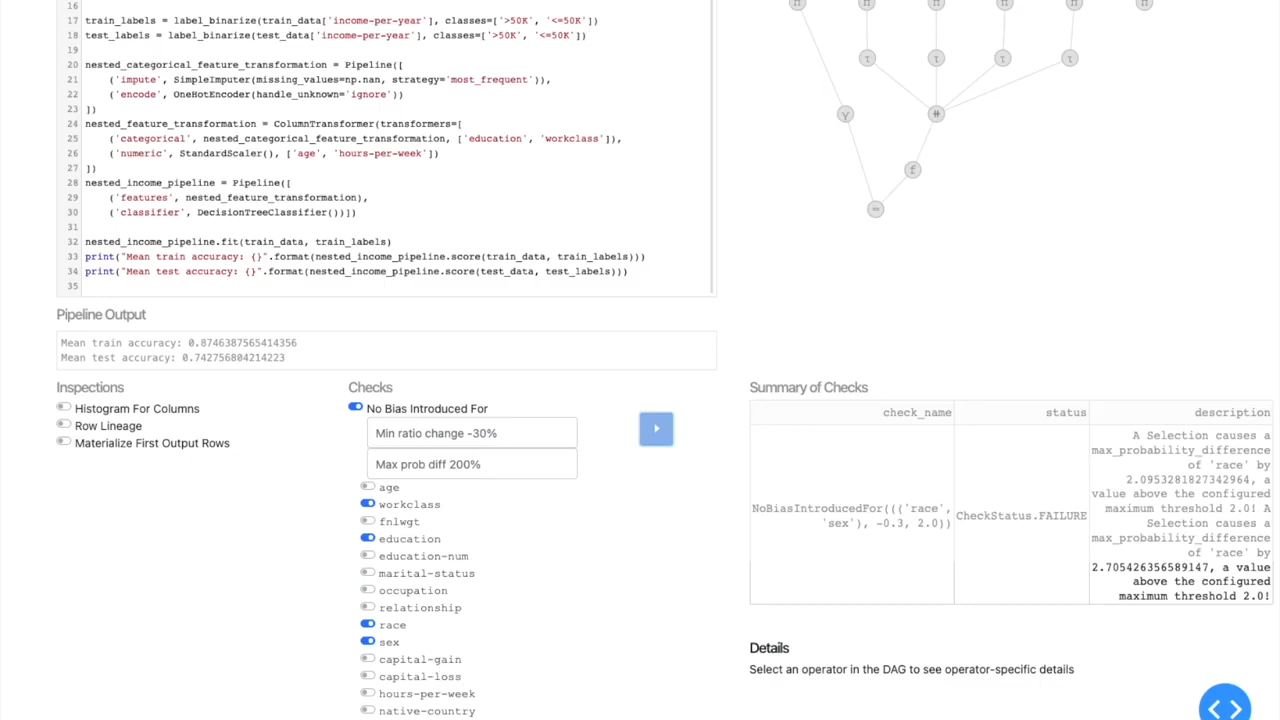 16
17 train_labels = label_binarize(train_data['income-per-year'], classes=['>50K', '<=50K'])
18 test_labels = label_binarize(test_data['income-per-year'], classes=['>50K', '<=50K'])
19
20 nested_categorical_feature_transformation = Pipeline([
21 ('impute', SimpleImputer(missing_values=np.nan, strategy='most_frequent')),
22 ('encode', OneHotEncoder(handle_unknown='ignore'))
23 ])
24 nested_feature_transformation = ColumnTransformer(transformers=[
25 ('categorical', nested_categorical_feature_transformation, ['education', 'workclass']),
26 ('numeric', StandardScaler(), ['age', 'hours-per-week'])
27 ])
28 nested_income_pipeline = Pipeline([
29 ('features', nested_feature_transformation),
30 ('classifier', DecisionTreeClassifier())])
31
32 nested_income_pipeline.fit(train_data, train_labels)
33 print("Mean train accuracy: {}".format(nested_income_pipeline.score(train_data, train_labels)))
34 print("Mean test accuracy: {}".format(nested_income_pipeline.score(test_data, test_labels)))
35
π π π π π π
τ τ τ τ
γ #
f
=
Pipeline Output
Mean train accuracy: 0.8746387565414356
Mean test accuracy: 0.742756804214223
Inspections
Histogram For Columns
Row Lineage
Materialize First Output Rows
Checks
No Bias Introduced For
Min ratio change -30%
Max prob diff 200%
age
workclass
fnlwgt
education
education-num
marital-status
occupation
relationship
race
sex
capital-gain
capital-loss
hours-per-week
native-country
Summary of Checks
check_name status description
NoBiasIntroducedFor((('race',
'sex'), -0.3, 2.0))
CheckStatus.FAILURE
A Selection causes a
max_probability_difference
of 'race' by
2.0953281827342964, a
value above the configured
maximum threshold 2.0! A
Selection causes a
max_probability_difference
of 'race' by
2.705426356589147, a value
above the configured
maximum threshold 2.0!
Details
Select an operator in the DAG to see operator-specific details